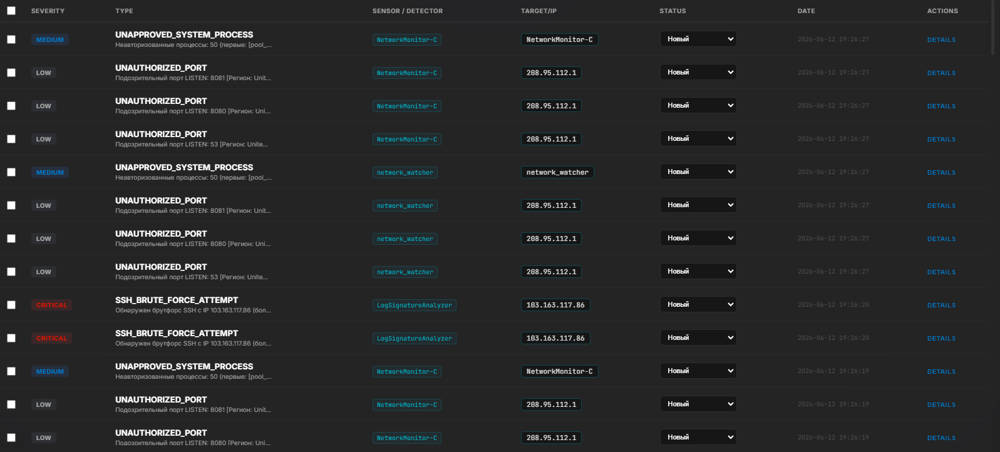 SEVERITY TYPE SENSOR / DETECTOR TARGET/IP STATUS DATE ACTIONS
MEDIUM UNAPPROVED_SYSTEM_PROCESS NetworkMonitor-C NetworkMonitor-C Новый 2026-06-12 19:26:27 DETAILS
Неавторизованные процессы: 50 (первые: [pool_...
LOW UNAUTHORIZED_PORT NetworkMonitor-C 208.95.112.1 Новый 2026-06-12 19:26:27 DETAILS
Подозрительный порт LISTEN: 8081 [Регион: Unit...
LOW UNAUTHORIZED_PORT NetworkMonitor-C 208.95.112.1 Новый 2026-06-12 19:26:27 DETAILS
Подозрительный порт LISTEN: 8080 [Регион: Uni...
LOW UNAUTHORIZED_PORT NetworkMonitor-C 208.95.112.1 Новый 2026-06-12 19:26:27 DETAILS
Подозрительный порт LISTEN: 53 [Регион: Unite...
MEDIUM UNAPPROVED_SYSTEM_PROCESS network_watcher network_watcher Новый 2026-06-12 19:26:27 DETAILS
Неавторизованные процессы: 50 (первые: [pool_...
LOW UNAUTHORIZED_PORT network_watcher 208.95.112.1 Новый 2026-06-12 19:26:27 DETAILS
Подозрительный порт LISTEN: 8081 [Регион: Unit...
LOW UNAUTHORIZED_PORT network_watcher 208.95.112.1 Новый 2026-06-12 19:26:27 DETAILS
Подозрительный порт LISTEN: 8080 [Регион: Uni...
LOW UNAUTHORIZED_PORT network_watcher 208.95.112.1 Новый 2026-06-12 19:26:27 DETAILS
Подозрительный порт LISTEN: 53 [Регион: Unite...
CRITICAL SSH_BRUTE_FORCE_ATTEMPT LogSignatureAnalyzer 103.163.117.86 Новый 2026-06-12 19:26:20 DETAILS
Обнаружен брутфорс SSH с IP 103.163.117.86 (бол...
CRITICAL SSH_BRUTE_FORCE_ATTEMPT LogSignatureAnalyzer 103.163.117.86 Новый 2026-06-12 19:26:20 DETAILS
Обнаружен брутфорс SSH с IP 103.163.117.86 (бол...
MEDIUM UNAPPROVED_SYSTEM_PROCESS NetworkMonitor-C NetworkMonitor-C Новый 2026-06-12 19:26:19 DETAILS
Неавторизованные процессы: 50 (первые: [pool_...
LOW UNAUTHORIZED_PORT NetworkMonitor-C 208.95.112.1 Новый 2026-06-12 19:26:19 DETAILS
Подозрительный порт LISTEN: 8081 [Регион: Unit...
LOW UNAUTHORIZED_PORT NetworkMonitor-C 208.95.112.1 Новый 2026-06-12 19:26:19 DETAILS
Подозрительный порт LISTEN: 8080 [Регион: Uni...